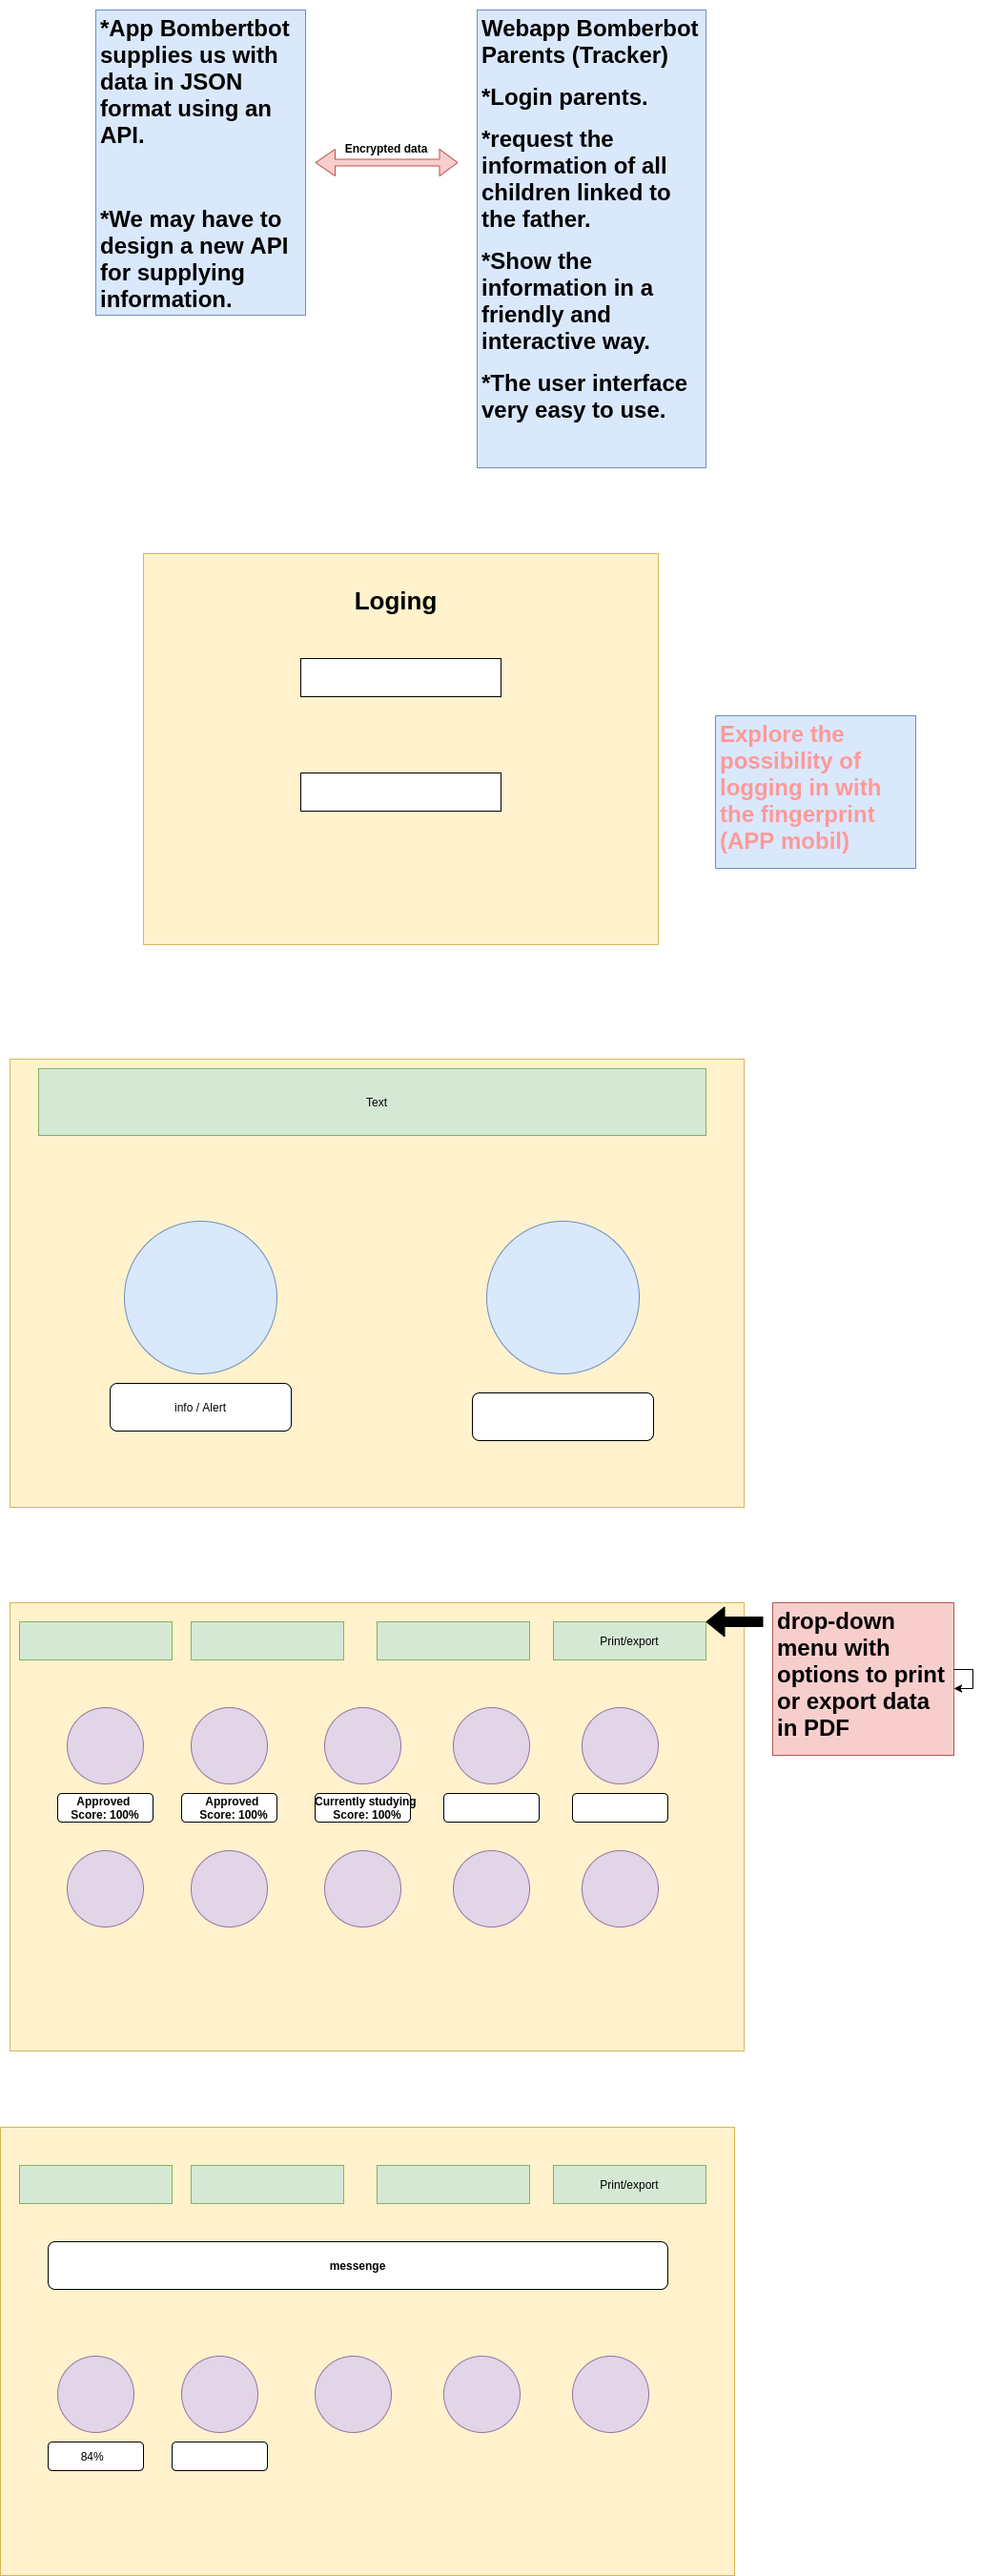 *App Bombertbot
supplies us with
data in JSON
format using an
API.
*We may have to
design a new API
for supplying
information.
Encrypted data
Webapp Bomberbot
Parents (Tracker)
*Login parents.
*request the
information of all
children linked to
the father.
*Show the
information in a
friendly and
interactive way.
*The user interface
very easy to use.
Loging
Explore the
possibility of
logging in with
the fingerprint
(APP mobil)
Text
info / Alert
Print/export
drop-down
menu with
options to print
or export data
in PDF
Approved
Score: 100%
Approved
Score: 100%
Currently studying
Score: 100%
Print/export
messenge
84%